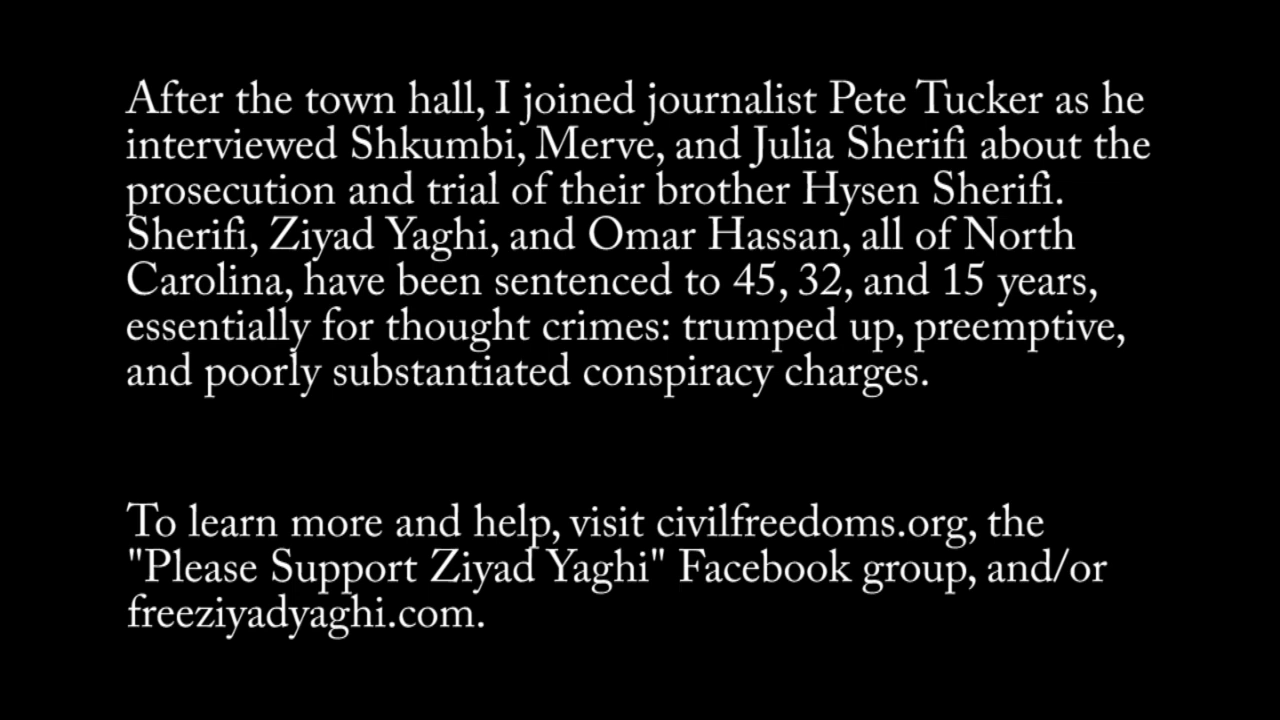 After the town hall, I joined journalist Pete Tucker as he
interviewed Shkumbi, Merve, and Julia Sherifi about the
prosecution and trial of their brother Hysen Sherifi.
Sherifi, Ziyad Yaghi, and Omar Hassan, all of North
Carolina, have been sentenced to 45, 32, and 15 years,
essentially for thought crimes: trumped up, preemptive,
and poorly substantiated conspiracy charges.
To learn more and help, visit civilfreedoms.org, the
"Please Support Ziyad Yaghi" Facebook group, and/or
freeziyadyaghi.com.